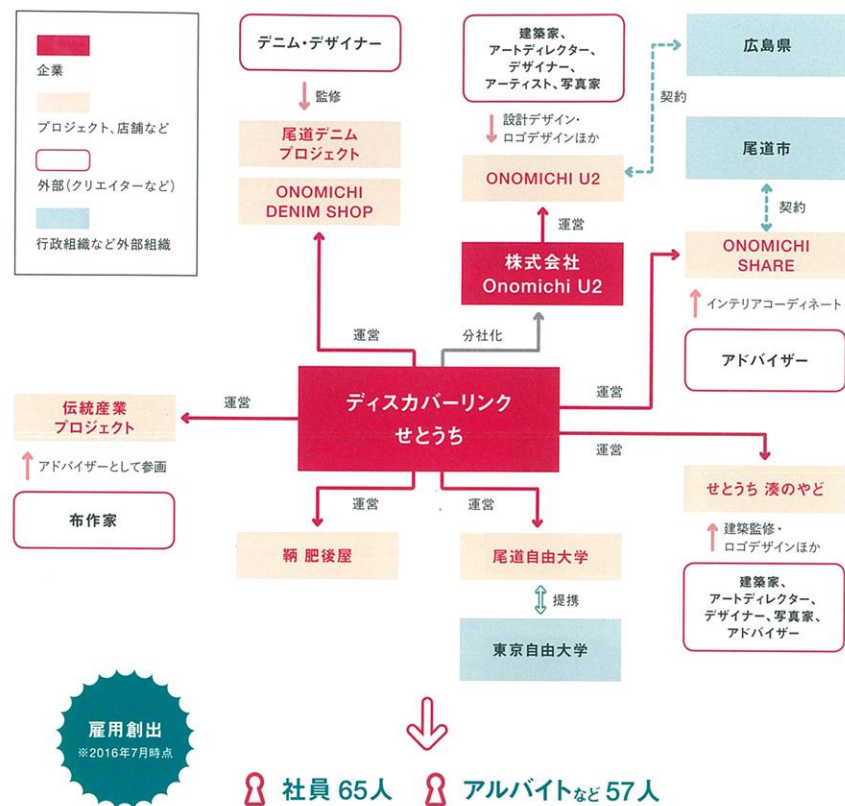 企業
プロジェクト、店舗など
外部(クリエイターなど)
行政組織など外部組織
デニム・デザイナー
監修
尾道デニム
プロジェクト
ONOMICHI
DENIM SHOP
建築家、
アートディレクター、
デザイナー、
アーティスト、写真家
設計デザイン・
ロゴデザインほか
ONOMICHI U2
運営
株式会社
Onomichi U2
広島県
契約
尾道市
契約
ONOMICHI
SHARE
インテリアコーディネート
アドバイザー
運営
分社化
ディスカバーリンク
せとうち
運営
運営
伝統産業
プロジェクト
運営
アドバイザーとして参画
布作家
せとうち 湊のやど
建築監修・
ロゴデザインほか
建築家、
アートディレクター、
デザイナー、写真家、
アドバイザー
運営
運営
鞆 肥後屋
尾道自由大学
提携
東京自由大学
雇用創出
※2016年7月時点
社員 65人
アルバイトなど 57人